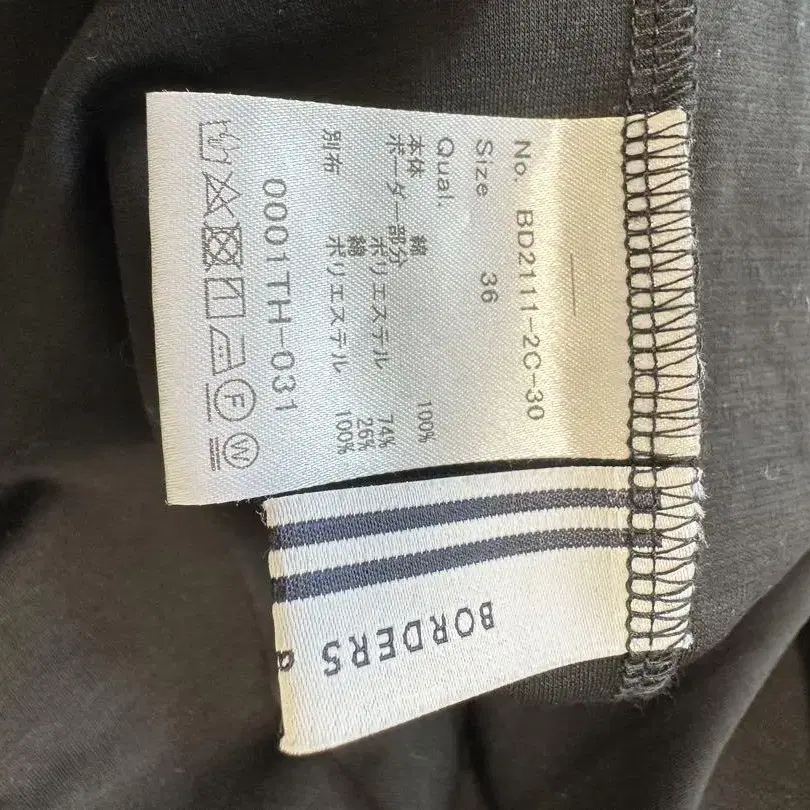 No. BD2111-2C-30
Size 36
Qual.
本体 綿 100%
ボーダー部分
ポリエステル 74%
綿 26%
別布 ポリエステル 100%
0001TH-031
F W
BORDERS a